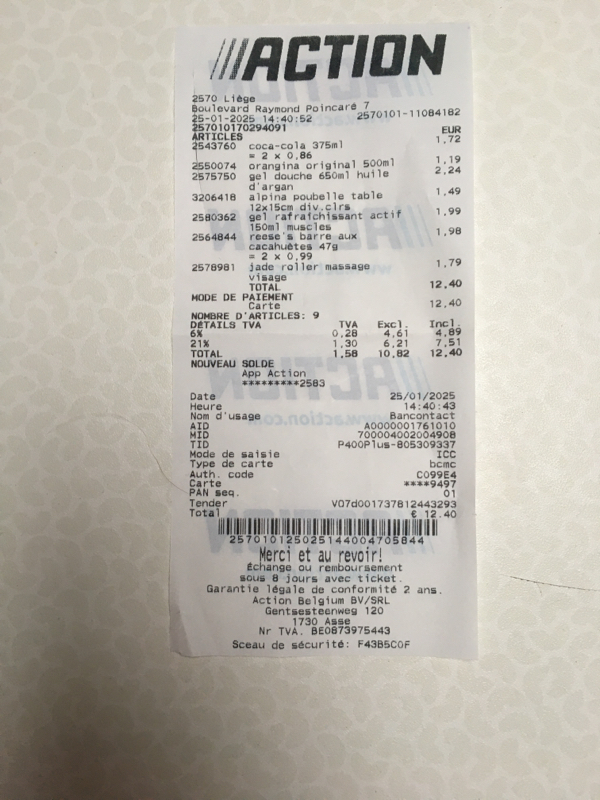 ///ACTION
2570 Liège
Boulevard Raymond Poincaré 7
25-01-2025 14:40:52 2570101-11084182
257010170294091 EUR
ARTICLES 1,72
2543760 coca-cola 375ml
= 2 x 0,86
2550074 orangina original 500ml 1,19
2575750 gel douche 650ml huile 2,24
d'argan
3206418 alpina poubelle table 1,49
12x15cm div.clrs
2580362 gel rafraîchissant actif 1,99
150ml muscles
2564844 reese's barre aux 1,98
cacahuètes 47g
= 2 x 0,99
2578981 jade roller massage 1,79
visage
TOTAL 12,40
MODE DE PAIEMENT
Carte 12,40
NOMBRE D'ARTICLES: 9
DÉTAILS TVA TVA Excl. Incl.
6% 0,28 4,61 4,89
21% 1,30 6,21 7,51
TOTAL 1,58 10,82 12,40
NOUVEAU SOLDE
App Action
*********2583
Date 25/01/2025
Heure 14:40:43
Nom d'usage Bancontact
AID A0000001761010
MID 700004002004908
TID P400Plus-805309337
Mode de saisie ICC
Type de carte bcmc
Auth. code C099E4
Carte ****9497
PAN seq. 01
Tender V07d001737812443293
Total € 12.40
2570101250251440047058​44
Merci et au revoir!
Échange ou remboursement
sous 8 jours avec ticket.
Garantie légale de conformité 2 ans.
Action Belgium BV/SRL
Gentsesteenweg 120
1730 Asse
Nr TVA. BE0873975443
Sceau de sécurité: F43B5C0F